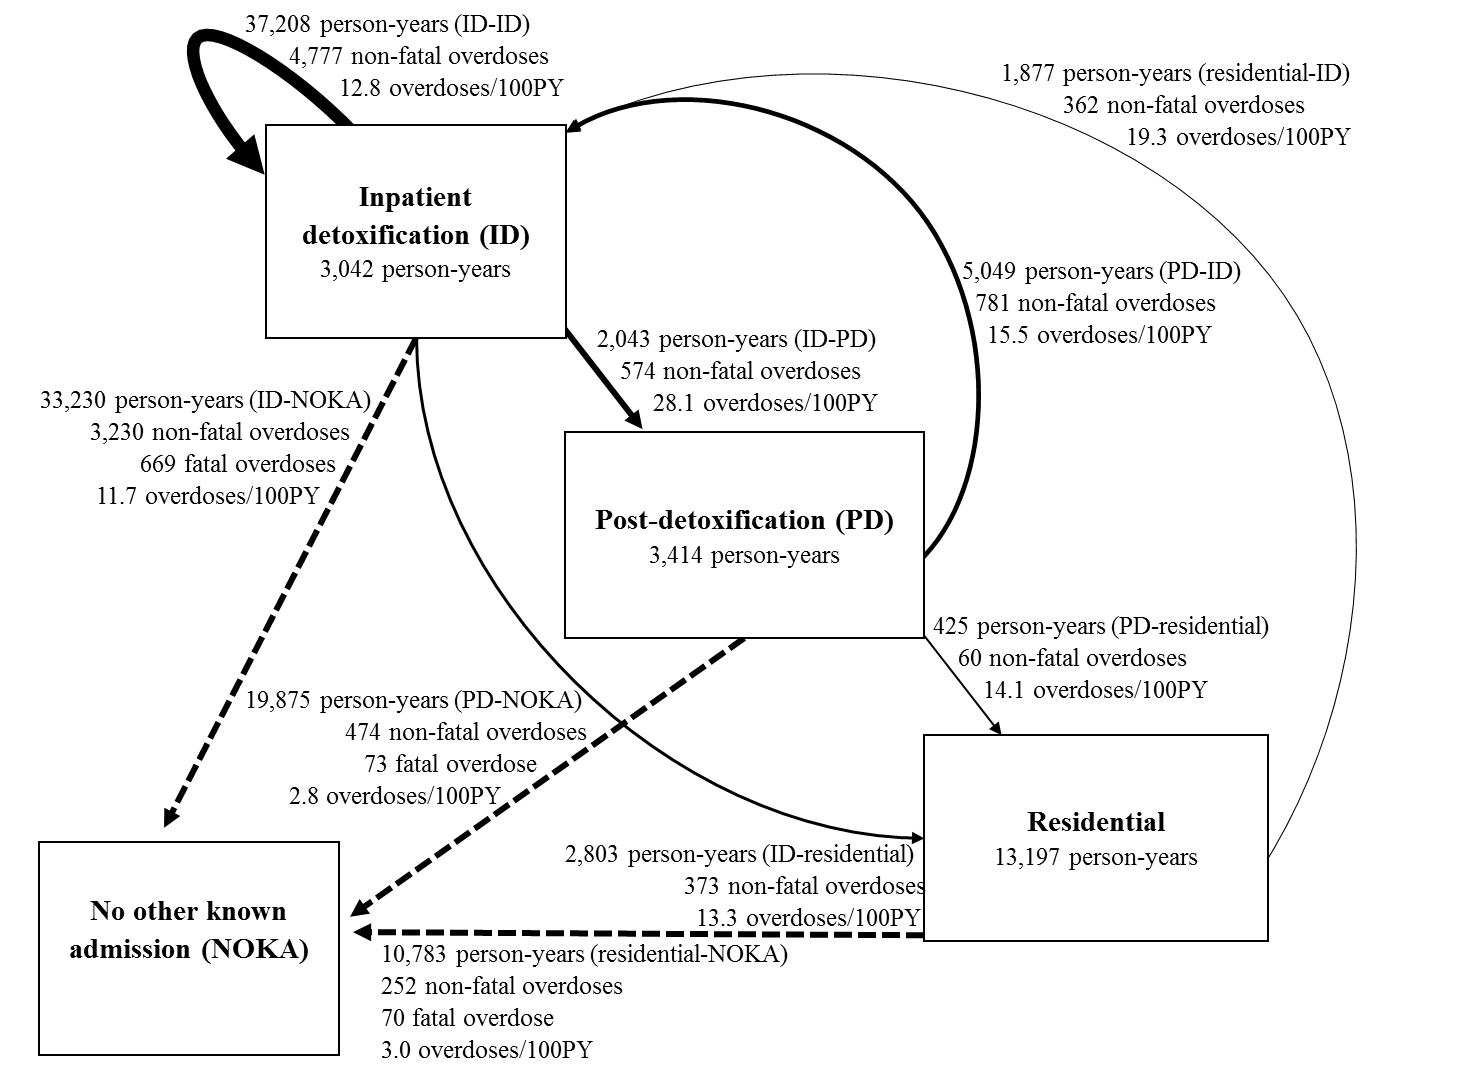 37,208 person-years (ID-ID)
4,777 non-fatal overdoses
12.8 overdoses/100PY
1,877 person-years (residential-ID)
362 non-fatal overdoses
19.3 overdoses/100PY
Inpatient
detoxification (ID)
3,042 person-years
5,049 person-years (PD-ID)
781 non-fatal overdoses
15.5 overdoses/100PY
2,043 person-years (ID-PD)
574 non-fatal overdoses
28.1 overdoses/100PY
33,230 person-years (ID-NOKA)
3,230 non-fatal overdoses
669 fatal overdoses
11.7 overdoses/100PY
Post-detoxification (PD)
3,414 person-years
425 person-years (PD-residential)
60 non-fatal overdoses
14.1 overdoses/100PY
19,875 person-years (PD-NOKA)
474 non-fatal overdoses
73 fatal overdose
2.8 overdoses/100PY
Residential
13,197 person-years
2,803 person-years (ID-residential)
373 non-fatal overdoses
13.3 overdoses/100PY
No other known
admission (NOKA)
10,783 person-years (residential-NOKA)
252 non-fatal overdoses
70 fatal overdose
3.0 overdoses/100PY